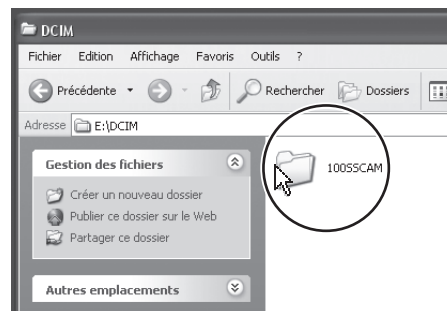 DCIM
Fichier Edition Affichage Favoris Outils ?
Précédente Rechercher Dossiers
Adresse E:\DCIM
Gestion des fichiers
Créer un nouveau dossier
Publier ce dossier sur le Web
Partager ce dossier
Autres emplacements
100SSCAM